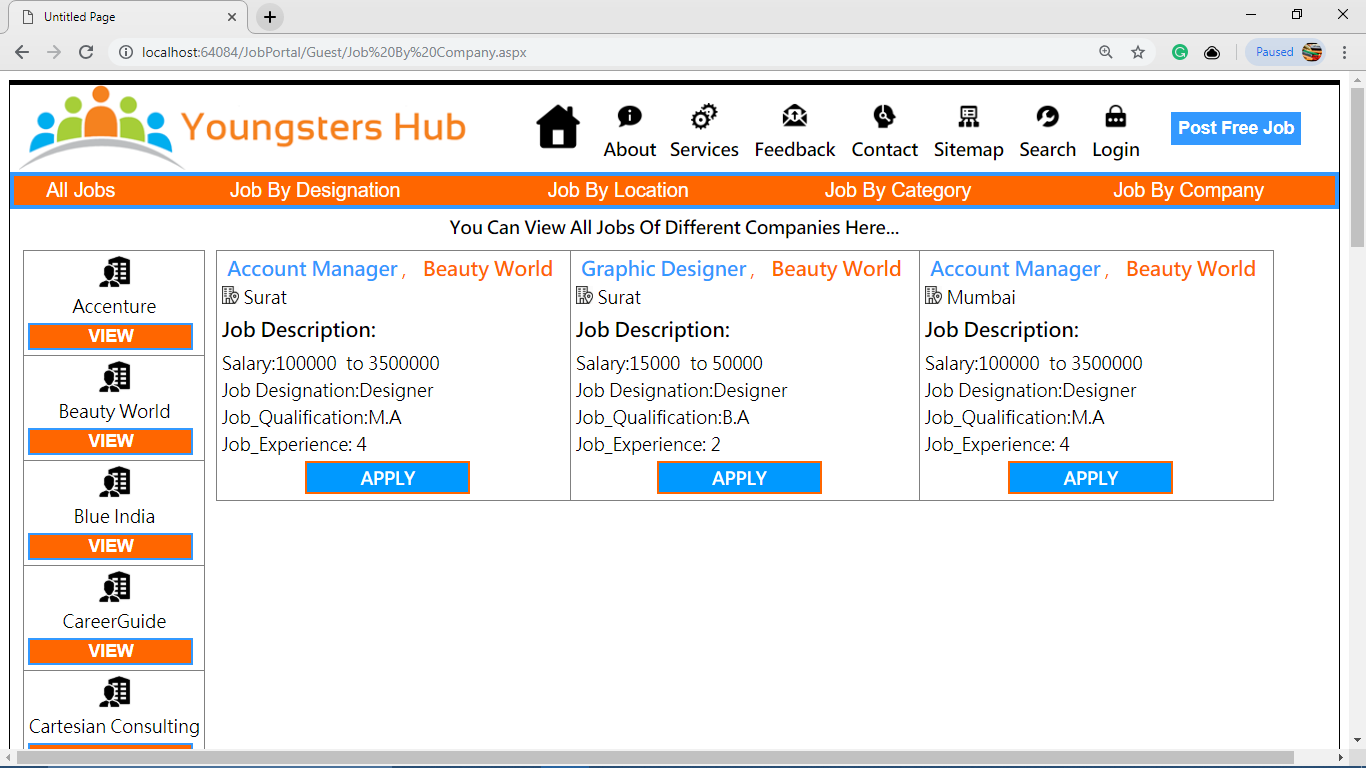 Untitled Page
localhost:64084/JobPortal/Guest/Job%20By%20Company.aspx
Paused
Youngsters Hub
About Services Feedback Contact Sitemap Search Login
Post Free Job
All Jobs Job By Designation Job By Location Job By Category Job By Company
You Can View All Jobs Of Different Companies Here...
Accenture
VIEW
Beauty World
VIEW
Blue India
VIEW
CareerGuide
VIEW
Cartesian Consulting
Account Manager , Beauty World
Surat
Job Description:
Salary:100000 to 3500000
Job Designation:Designer
Job_Qualification:M.A
Job_Experience: 4
APPLY
Graphic Designer , Beauty World
Surat
Job Description:
Salary:15000 to 50000
Job Designation:Designer
Job_Qualification:B.A
Job_Experience: 2
APPLY
Account Manager , Beauty World
Mumbai
Job Description:
Salary:100000 to 3500000
Job Designation:Designer
Job_Qualification:M.A
Job_Experience: 4
APPLY